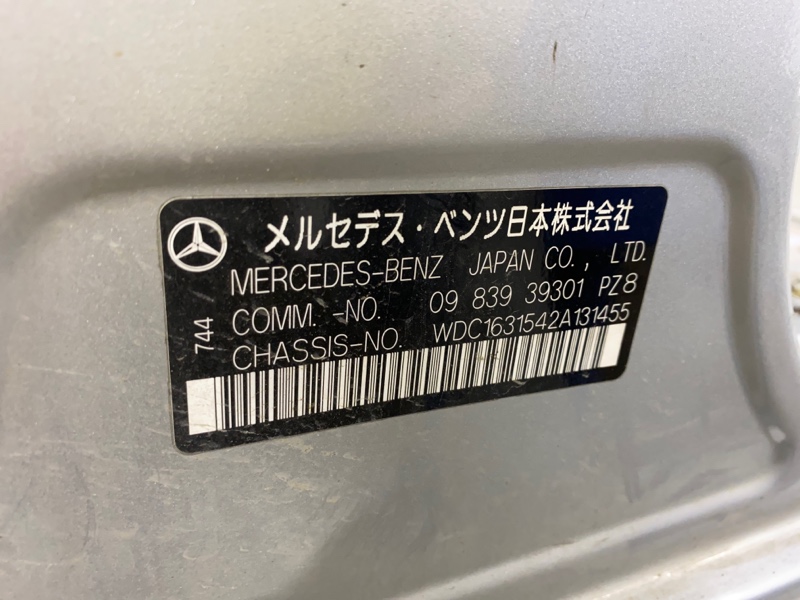 メルセデス・ベンツ日本株式会社
MERCEDES-BENZ JAPAN CO., LTD.
COMM. -NO. 09 839 39301 PZ8
CHASSIS-NO. WDC1631542A131455
744